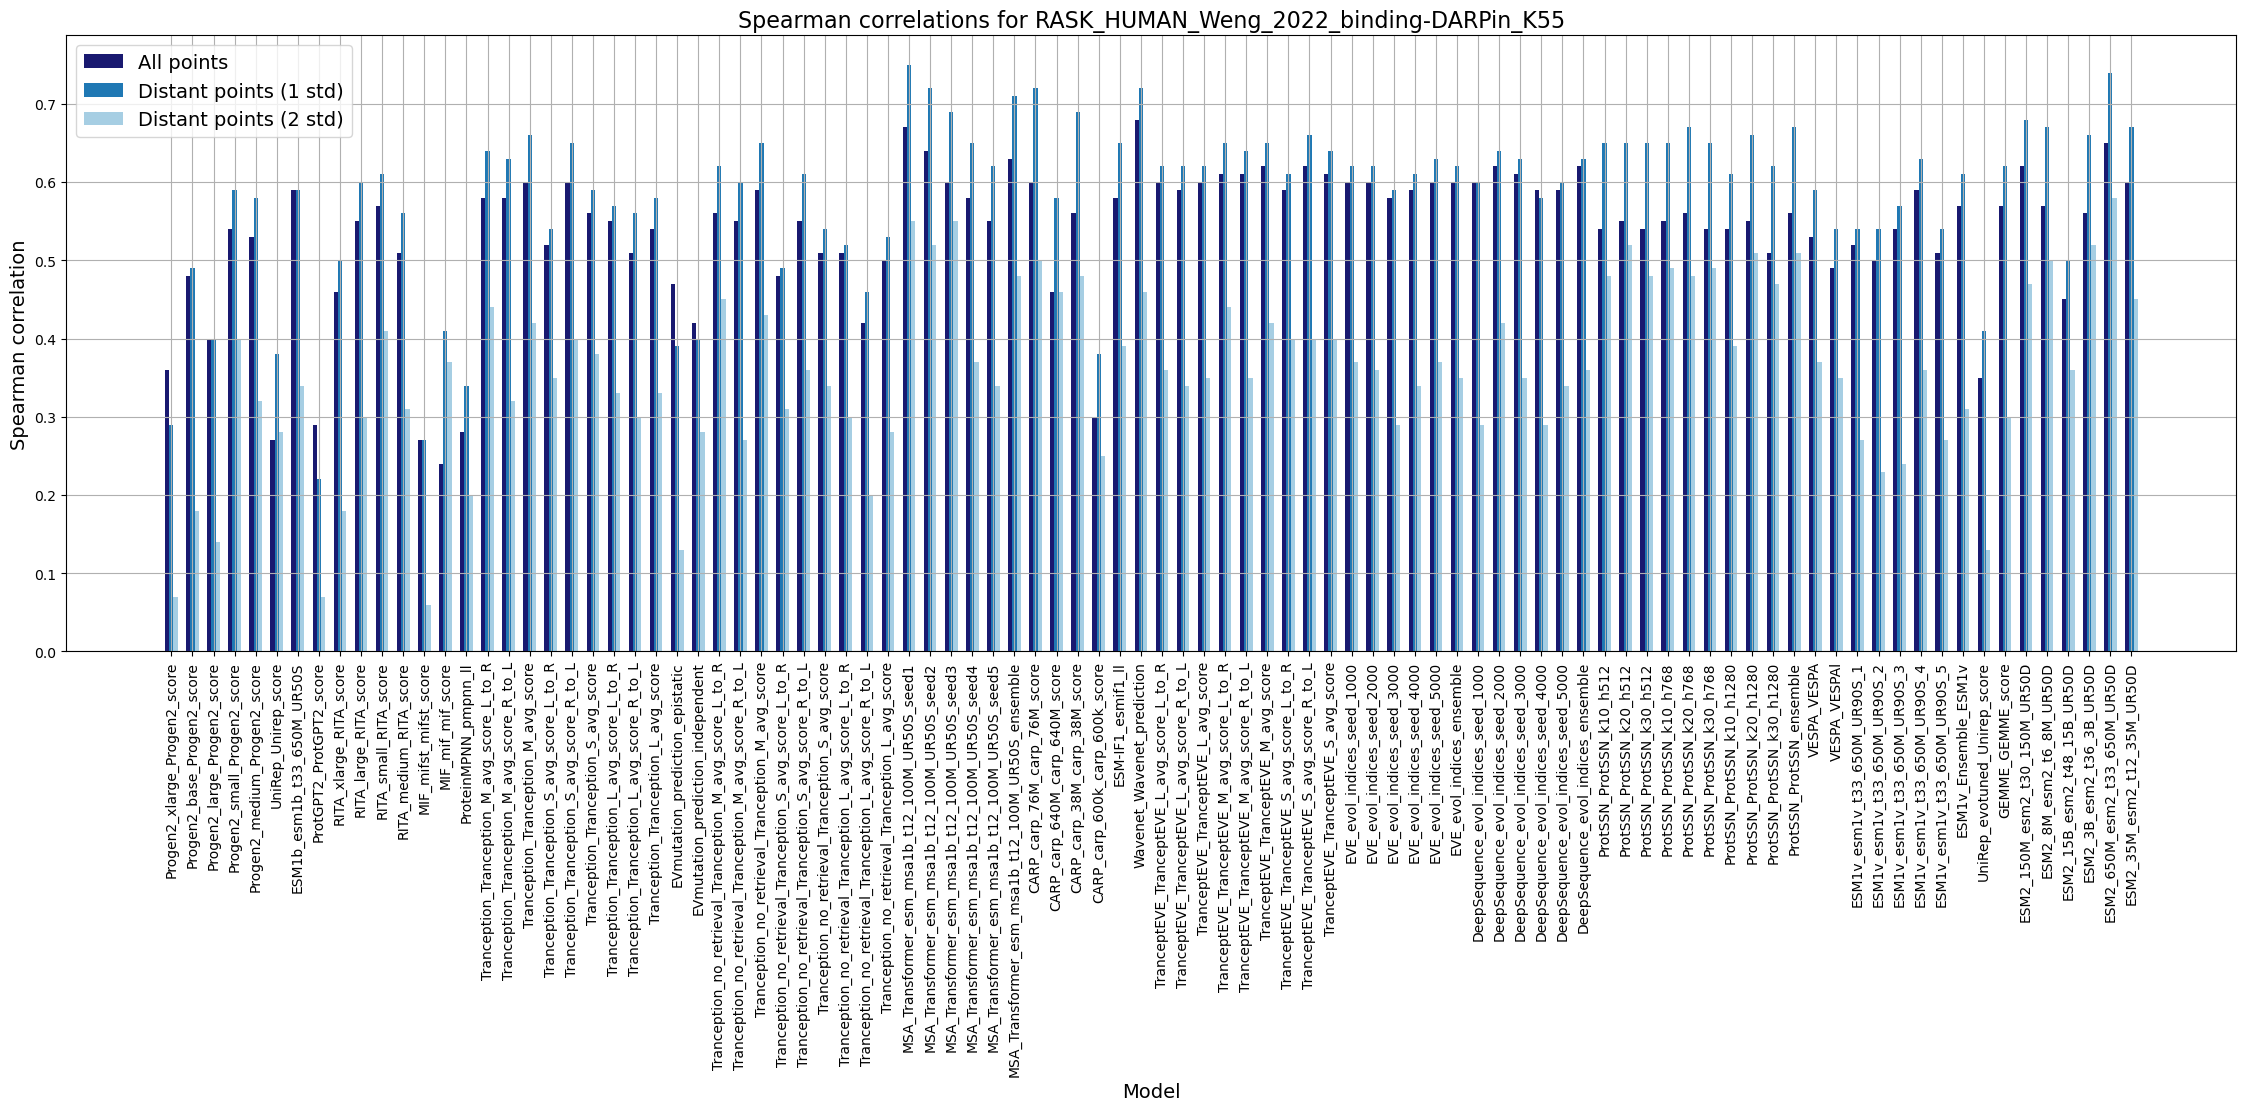 Spearman correlations for RASK_HUMAN_Weng_2022_binding-DARPin_K55
All points
Distant points (1 std)
Distant points (2 std)
Spearman correlation
0.7
0.6
0.5
0.4
0.3
0.2
0.1
0.0
Progen2_xlarge_Progen2_score
Progen2_base_Progen2_score
Progen2_large_Progen2_score
Progen2_small_Progen2_score
Progen2_medium_Progen2_score
UniRep_Unirep_score
ESM1b_esm1b_t33_650M_UR50S
ProtGPT2_ProtGPT2_score
RITA_xlarge_RITA_score
RITA_large_RITA_score
RITA_small_RITA_score
RITA_medium_RITA_score
MIF_mifst_mifst_score
MIF_mif_mif_score
ProteinMPNN_pmpnn_ll
Tranception_Tranception_M_avg_score_L_to_R
Tranception_Tranception_M_avg_score_R_to_L
Tranception_Tranception_M_avg_score
Tranception_Tranception_S_avg_score_L_to_R
Tranception_Tranception_S_avg_score_R_to_L
Tranception_Tranception_S_avg_score
Tranception_Tranception_L_avg_score_L_to_R
Tranception_Tranception_L_avg_score_R_to_L
Tranception_Tranception_L_avg_score
EVmutation_prediction_epistatic
EVmutation_prediction_independent
Tranception_no_retrieval_Tranception_M_avg_score_L_to_R
Tranception_no_retrieval_Tranception_M_avg_score_R_to_L
Tranception_no_retrieval_Tranception_M_avg_score
Tranception_no_retrieval_Tranception_S_avg_score_L_to_R
Tranception_no_retrieval_Tranception_S_avg_score_R_to_L
Tranception_no_retrieval_Tranception_S_avg_score
Tranception_no_retrieval_Tranception_L_avg_score_L_to_R
Tranception_no_retrieval_Tranception_L_avg_score_R_to_L
Tranception_no_retrieval_Tranception_L_avg_score
MSA_Transformer_esm_msa1b_t12_100M_UR50S_seed1
MSA_Transformer_esm_msa1b_t12_100M_UR50S_seed2
MSA_Transformer_esm_msa1b_t12_100M_UR50S_seed3
MSA_Transformer_esm_msa1b_t12_100M_UR50S_seed4
MSA_Transformer_esm_msa1b_t12_100M_UR50S_seed5
MSA_Transformer_esm_msa1b_t12_100M_UR50S_ensemble
CARP_carp_76M_carp_76M_score
CARP_carp_640M_carp_640M_score
CARP_carp_38M_carp_38M_score
CARP_carp_600k_carp_600k_score
ESM-IF1_esmif1_ll
Wavenet_Wavenet_prediction
TranceptEVE_TranceptEVE_L_avg_score_L_to_R
TranceptEVE_TranceptEVE_L_avg_score_R_to_L
TranceptEVE_TranceptEVE_L_avg_score
TranceptEVE_TranceptEVE_M_avg_score_L_to_R
TranceptEVE_TranceptEVE_M_avg_score_R_to_L
TranceptEVE_TranceptEVE_M_avg_score
TranceptEVE_TranceptEVE_S_avg_score_L_to_R
TranceptEVE_TranceptEVE_S_avg_score_R_to_L
TranceptEVE_TranceptEVE_S_avg_score
EVE_evol_indices_seed_1000
EVE_evol_indices_seed_2000
EVE_evol_indices_seed_3000
EVE_evol_indices_seed_4000
EVE_evol_indices_seed_5000
EVE_evol_indices_ensemble
DeepSequence_evol_indices_seed_1000
DeepSequence_evol_indices_seed_2000
DeepSequence_evol_indices_seed_3000
DeepSequence_evol_indices_seed_4000
DeepSequence_evol_indices_seed_5000
DeepSequence_evol_indices_ensemble
ProtSSN_ProtSSN_k10_h512
ProtSSN_ProtSSN_k20_h512
ProtSSN_ProtSSN_k30_h512
ProtSSN_ProtSSN_k10_h768
ProtSSN_ProtSSN_k20_h768
ProtSSN_ProtSSN_k30_h768
ProtSSN_ProtSSN_k10_h1280
ProtSSN_ProtSSN_k20_h1280
ProtSSN_ProtSSN_k30_h1280
ProtSSN_ProtSSN_ensemble
VESPA_VESPA
VESPA_VESPAl
ESM1v_esm1v_t33_650M_UR90S_1
ESM1v_esm1v_t33_650M_UR90S_2
ESM1v_esm1v_t33_650M_UR90S_3
ESM1v_esm1v_t33_650M_UR90S_4
ESM1v_esm1v_t33_650M_UR90S_5
ESM1v_Ensemble_ESM1v
UniRep_evotuned_Unirep_score
GEMME_GEMME_score
ESM2_150M_esm2_t30_150M_UR50D
ESM2_8M_esm2_t6_8M_UR50D
ESM2_15B_esm2_t48_15B_UR50D
ESM2_3B_esm2_t36_3B_UR50D
ESM2_650M_esm2_t33_650M_UR50D
ESM2_35M_esm2_t12_35M_UR50D
Model